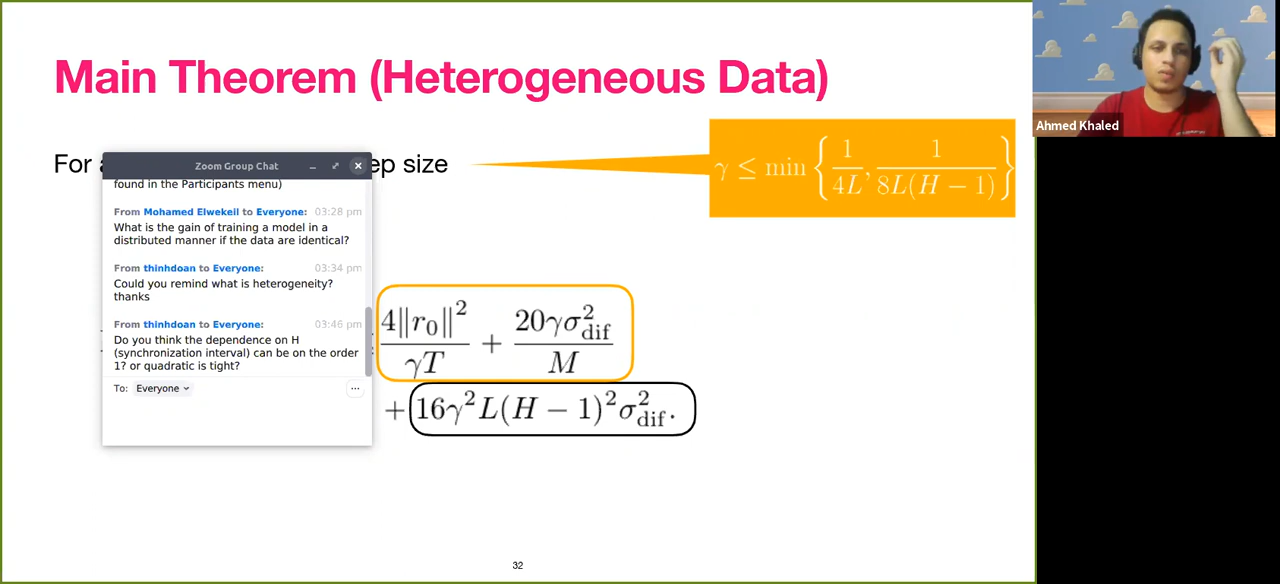 Main Theorem (Heterogeneous Data)
Ahmed Khaled
For a
ep size
γ ≤ min { 1/4L, 1/8L(H − 1) }
Zoom Group Chat
found in the Participants menu)
From Mohamed Elwekeil to Everyone: 03:28 pm
What is the gain of training a model in a
distributed manner if the data are identical?
From thinhdoan to Everyone: 03:34 pm
Could you remind what is heterogeneity?
thanks
From thinhdoan to Everyone: 03:46 pm
Do you think the dependence on H
(synchronization interval) can be on the order
1? or quadratic is tight?
To: Everyone
4‖r₀‖²/γT + 20γσ²_dif/M
+ 16γ²L(H − 1)²σ²_dif.
32